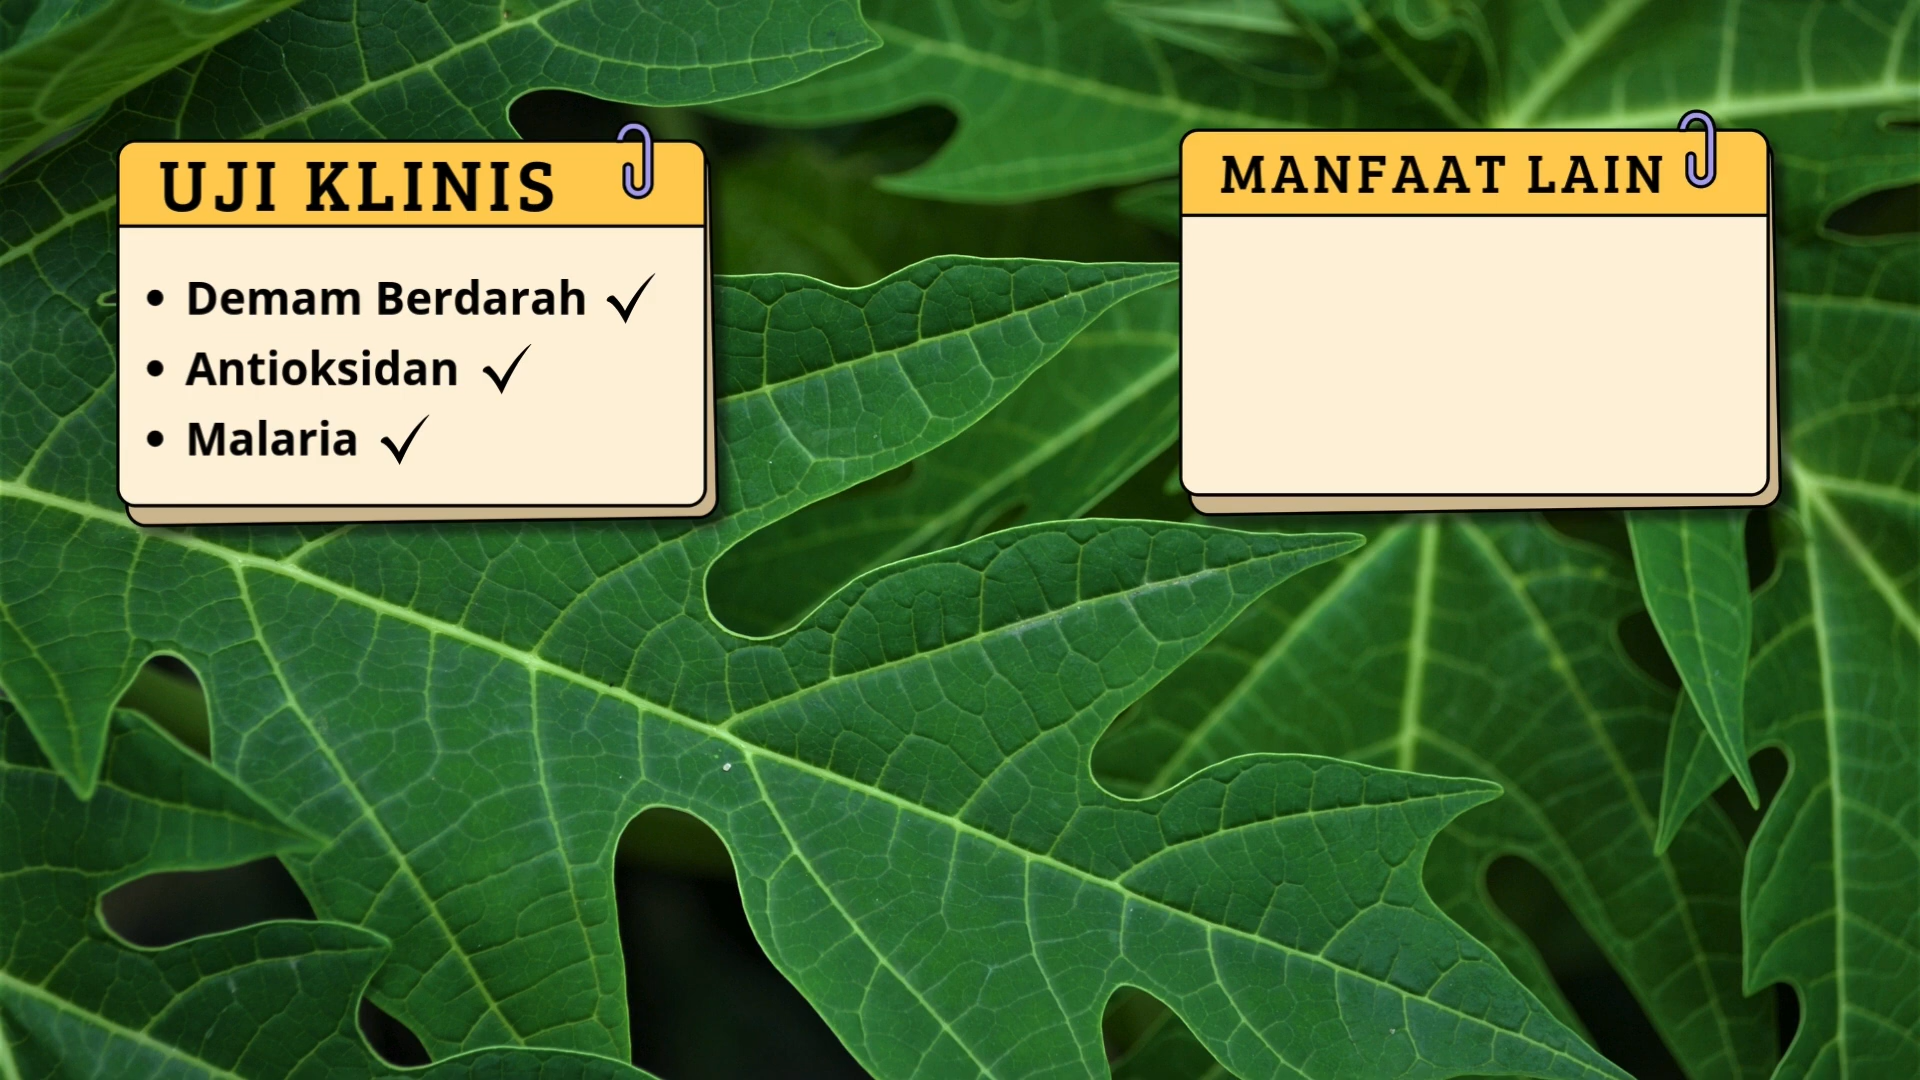 UJI KLINIS
• Demam Berdarah ✓
• Antioksidan ✓
• Malaria ✓
MANFAAT LAIN